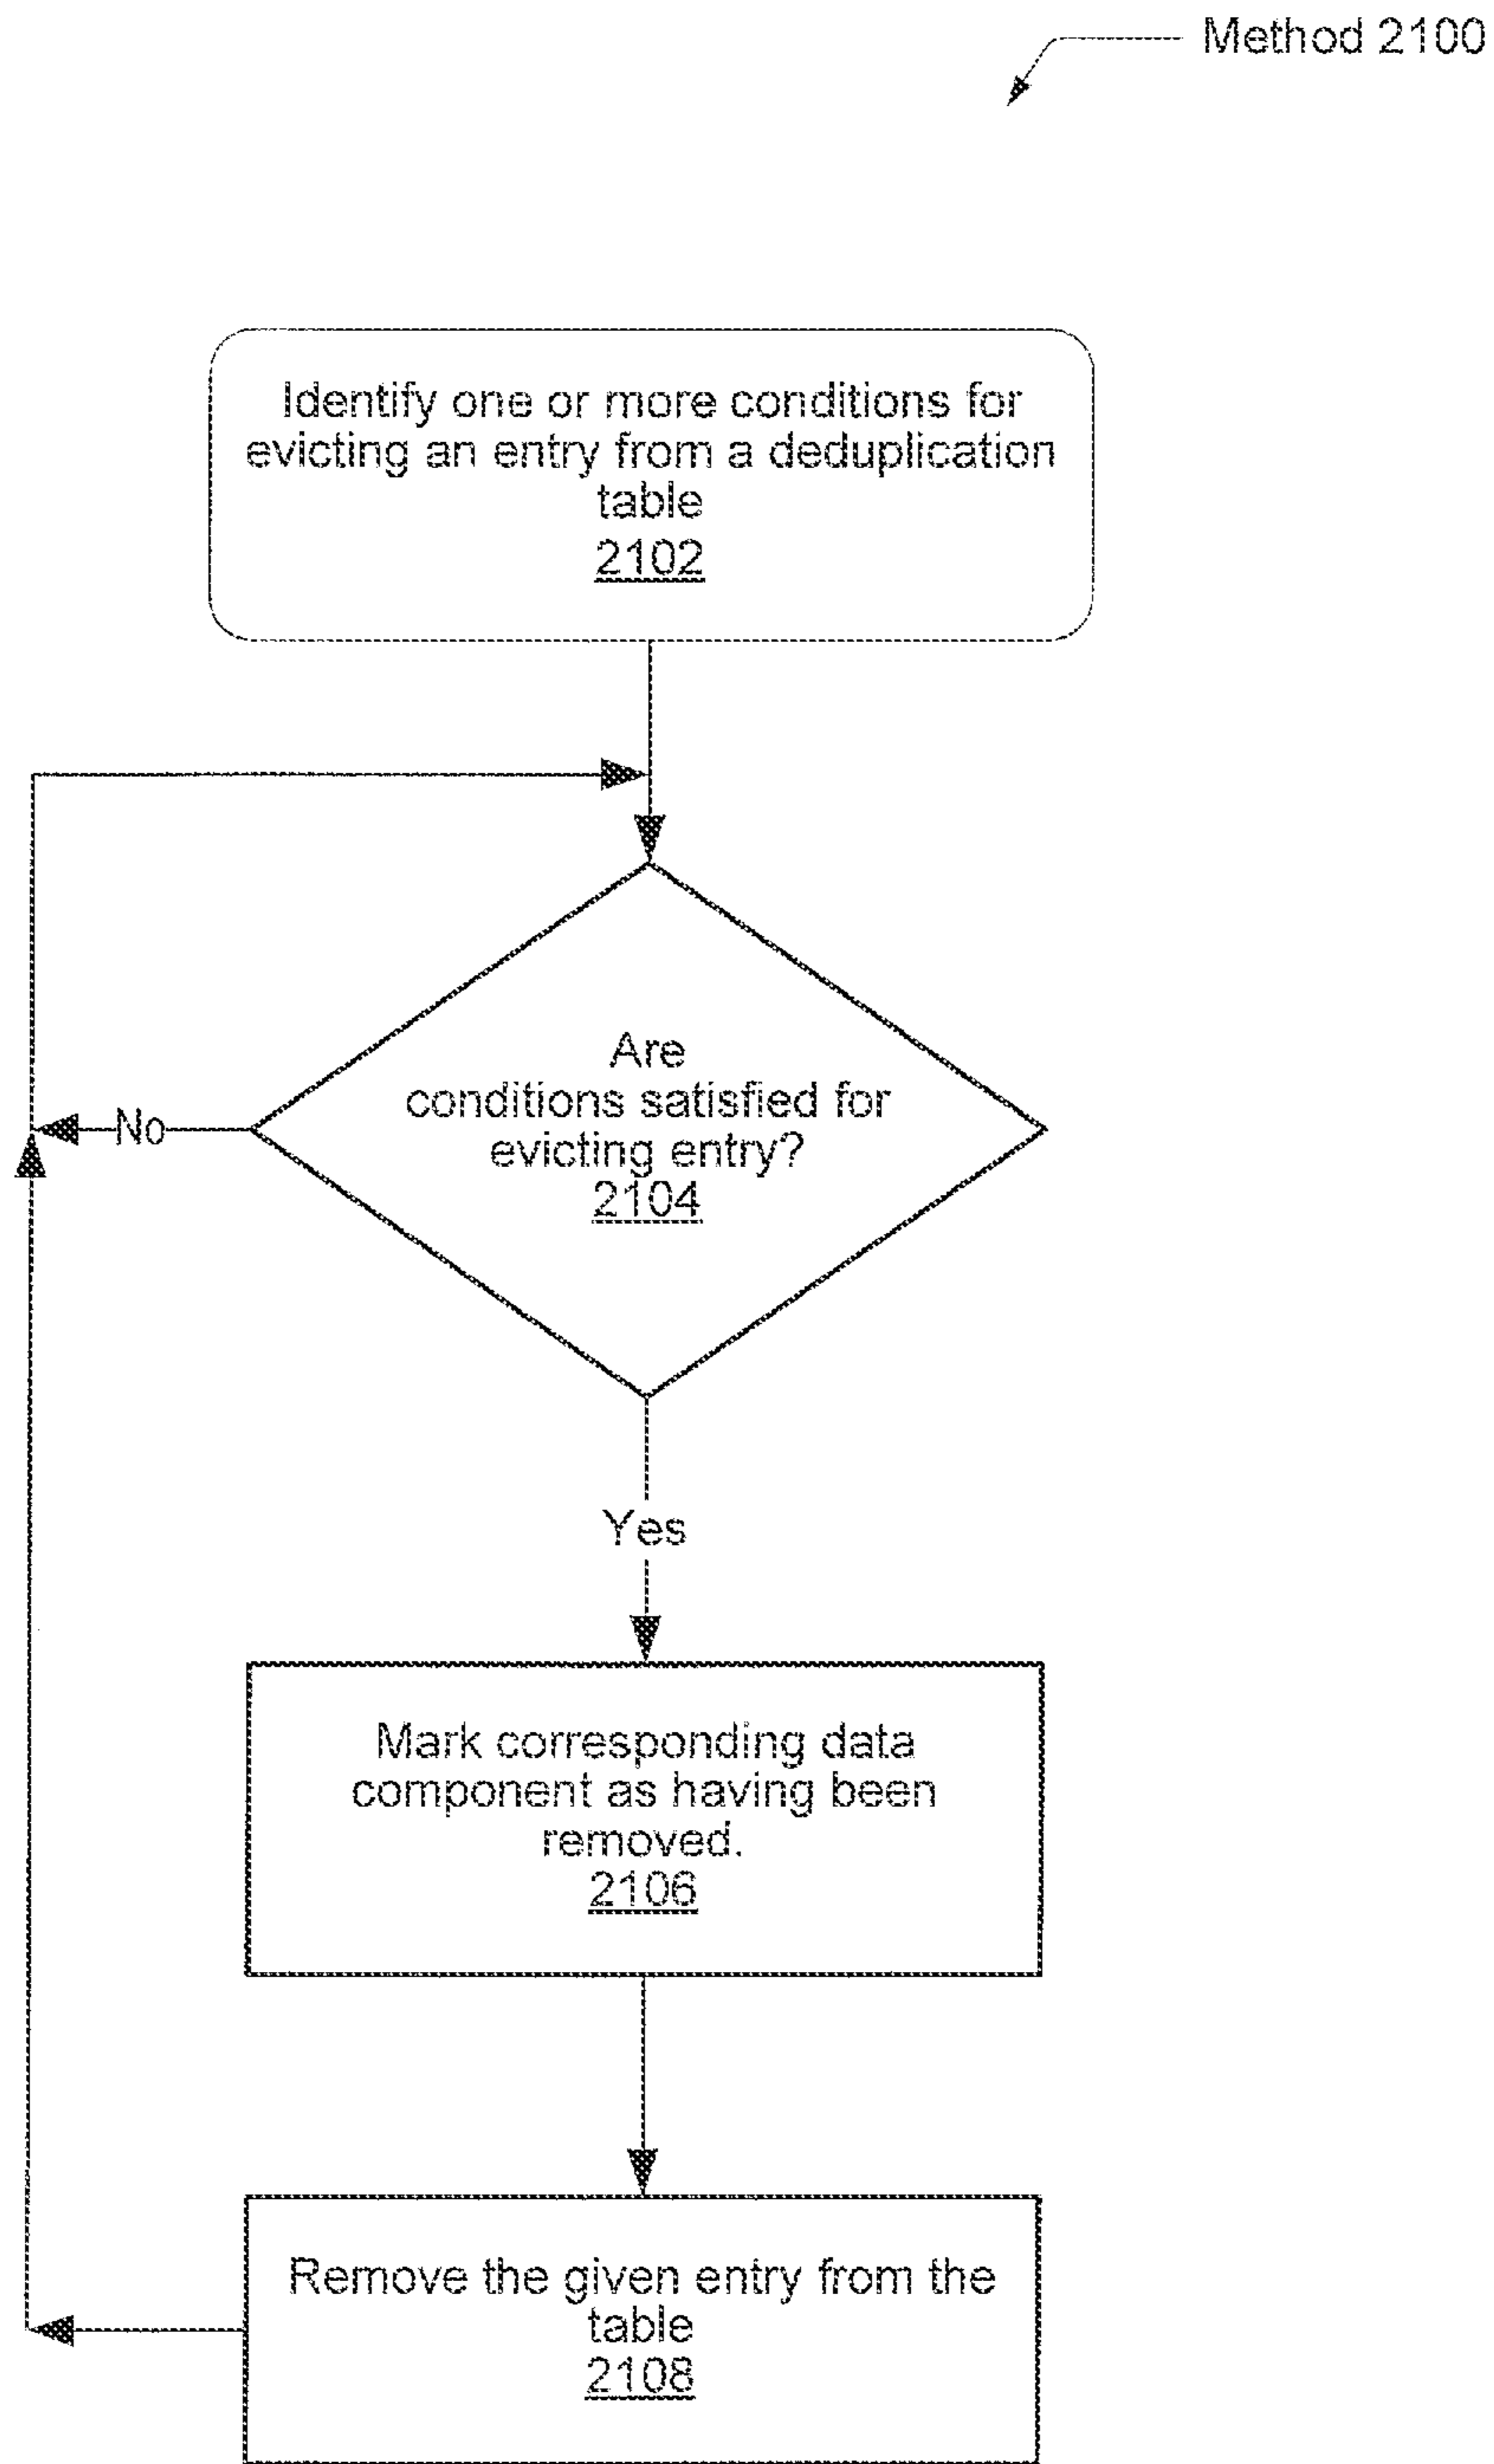 Method 2100
Identify one or more conditions for
evicting an entry from a deduplication
table
2102
Are
conditions satisfied for
evicting entry?
2104
No
Yes
Mark corresponding data
component as having been
removed.
2106
Remove the given entry from the
table
2108